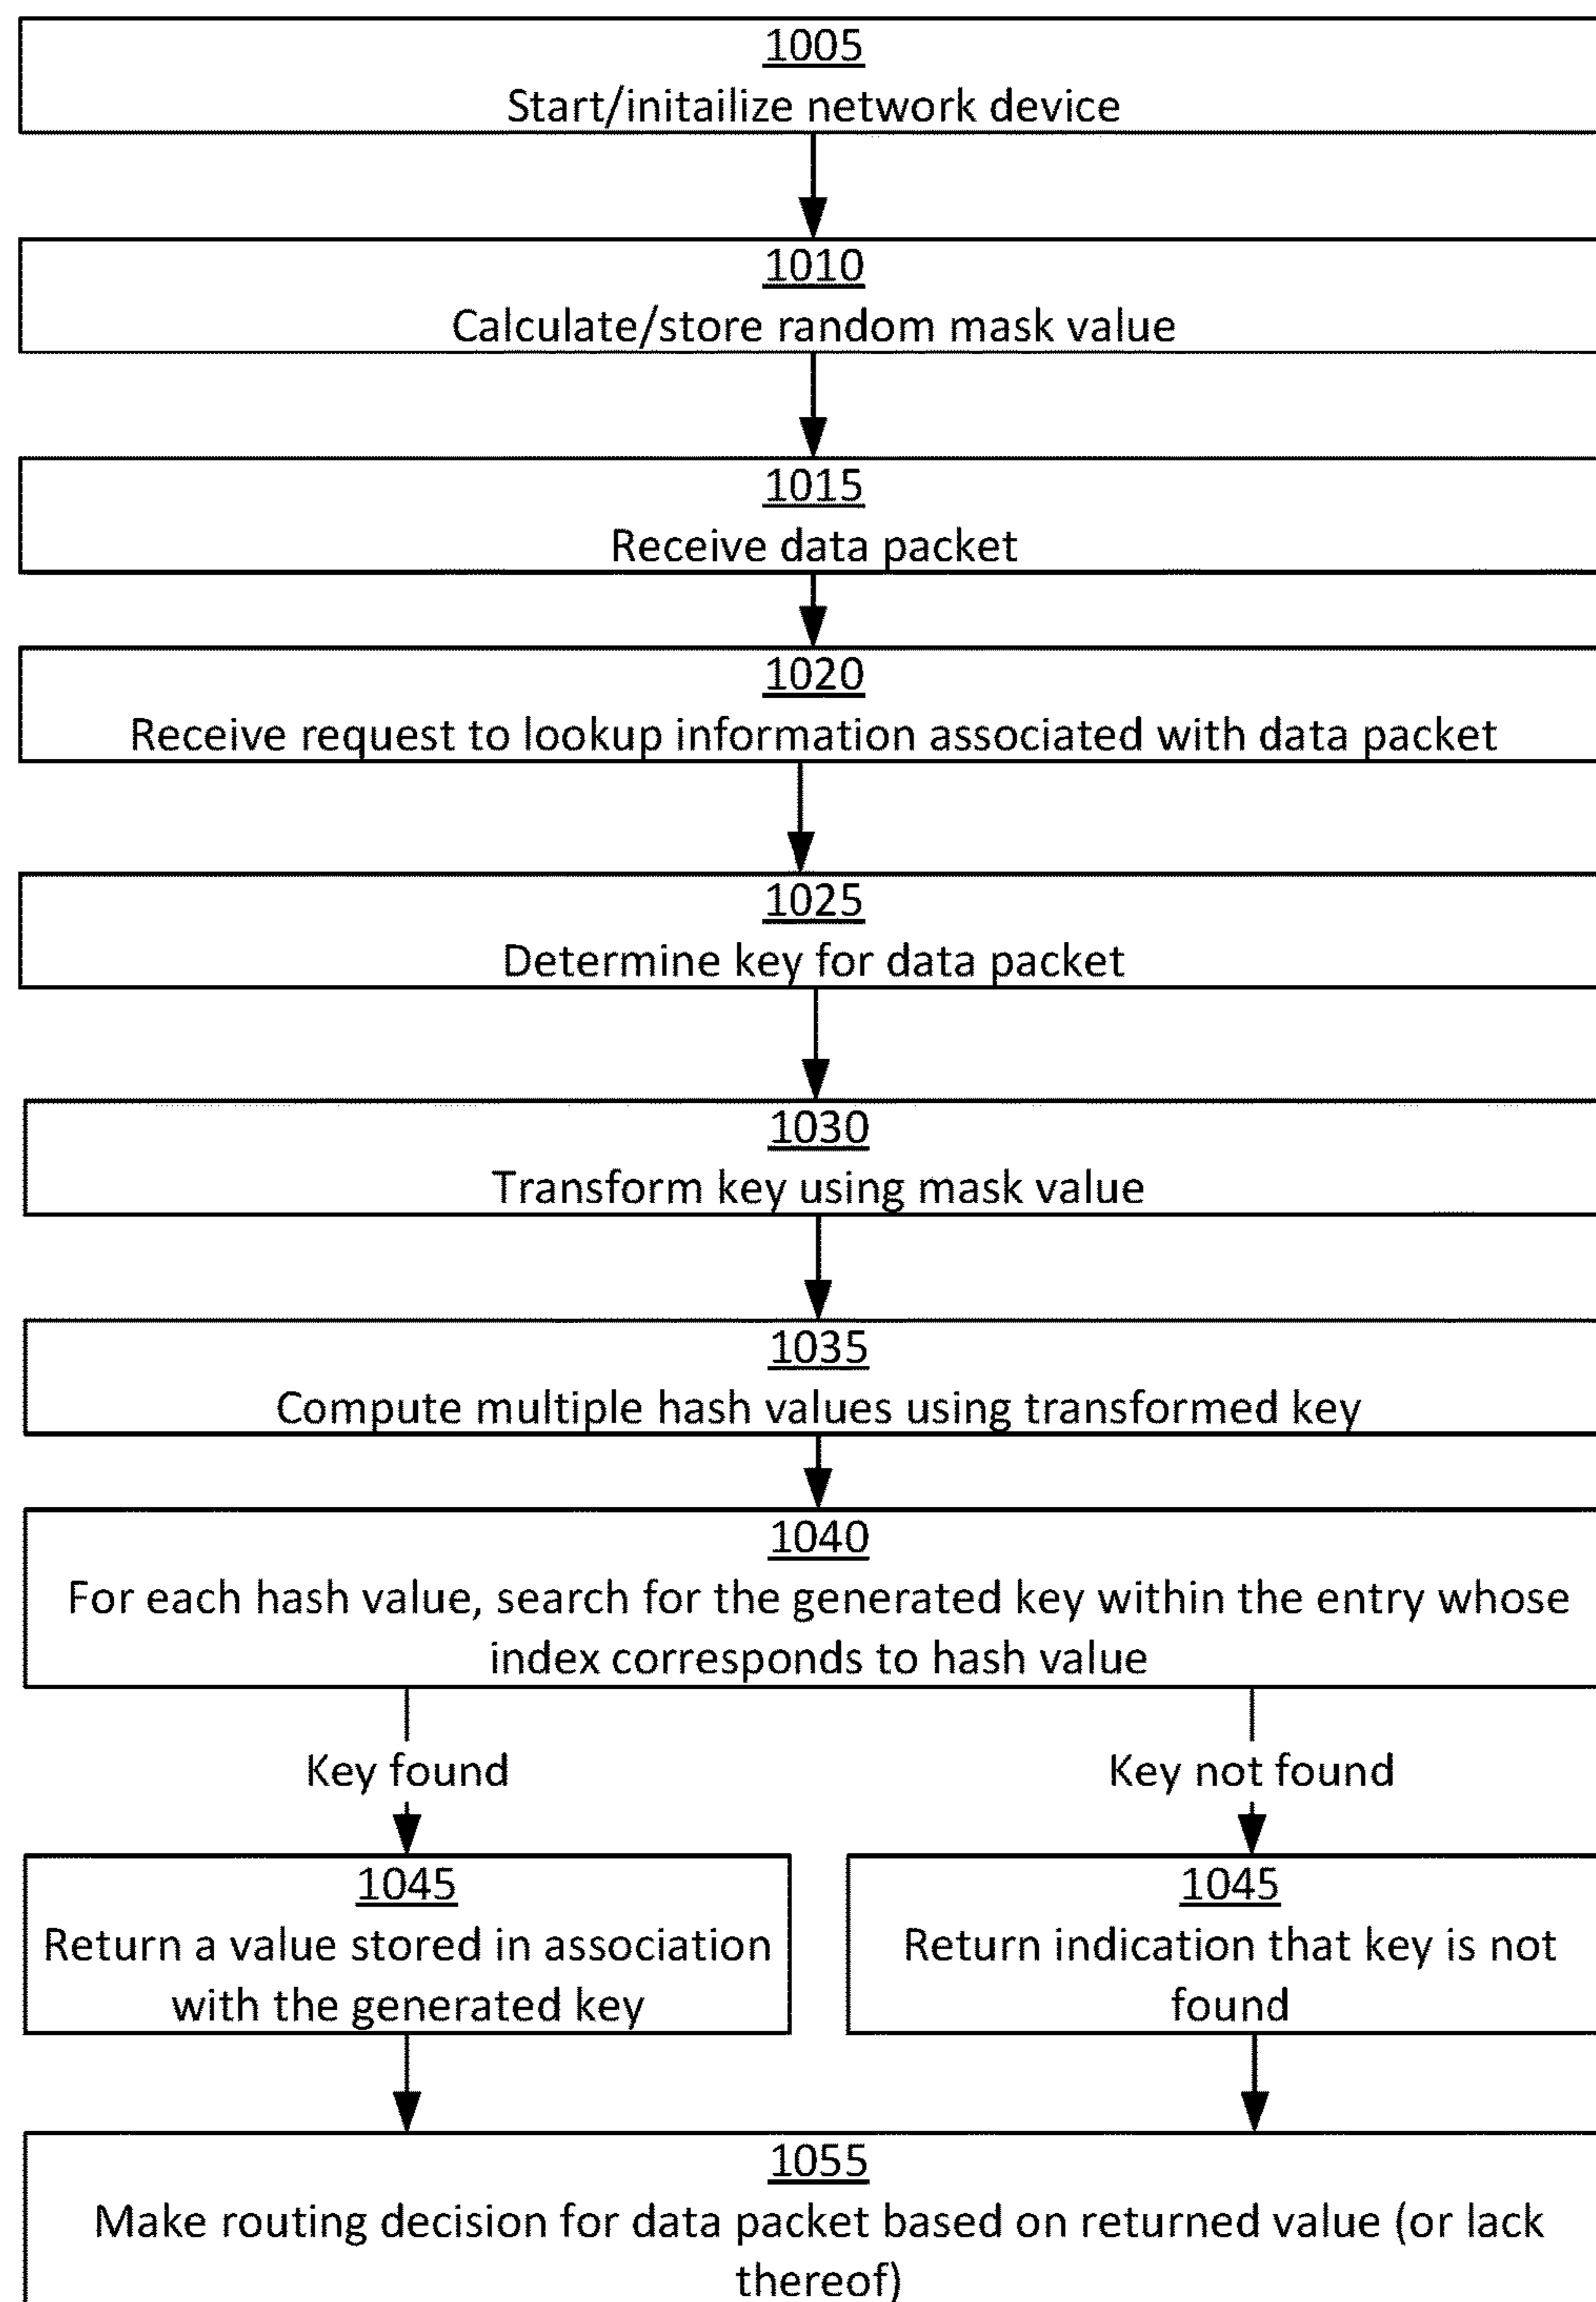 1005
Start/initailize network device
1010
Calculate/store random mask value
1015
Receive data packet
1020
Receive request to lookup information associated with data packet
1025
Determine key for data packet
1030
Transform key using mask value
1035
Compute multiple hash values using transformed key
1040
For each hash value, search for the generated key within the entry whose
index corresponds to hash value
Key found
Key not found
1045
Return a value stored in association
with the generated key
1045
Return indication that key is not
found
1055
Make routing decision for data packet based on returned value (or lack
thereof)